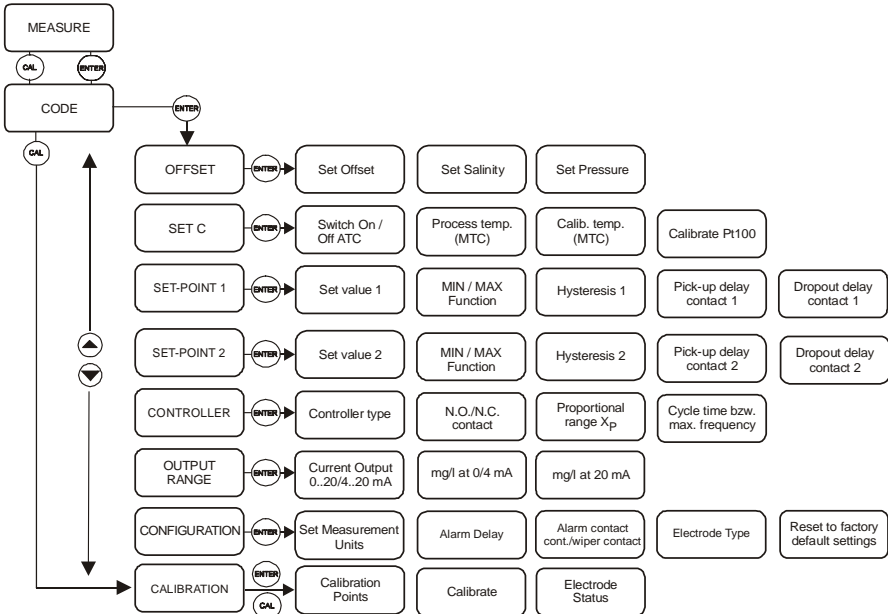 MEASURE
CAL
ENTER
CODE
ENTER
CAL
OFFSET
ENTER
Set Offset
Set Salinity
Set Pressure
SET C
ENTER
Switch On /
Off ATC
Process temp.
(MTC)
Calib. temp.
(MTC)
Calibrate Pt100
SET-POINT 1
ENTER
Set value 1
MIN / MAX
Function
Hysteresis 1
Pick-up delay
contact 1
Dropout delay
contact 1
SET-POINT 2
ENTER
Set value 2
MIN / MAX
Function
Hysteresis 2
Pick-up delay
contact 2
Dropout delay
contact 2
CONTROLLER
ENTER
Controller type
N.O./N.C.
contact
Proportional
range XP
Cycle time bzw.
max. frequency
OUTPUT
RANGE
ENTER
Current Output
0..20/4..20 mA
mg/l at 0/4 mA
mg/l at 20 mA
CONFIGURATION
ENTER
Set Measurement
Units
Alarm Delay
Alarm contact
cont./wiper contact
Electrode Type
Reset to factory
default settings
CALIBRATION
ENTER
CAL
Calibration
Points
Calibrate
Electrode
Status